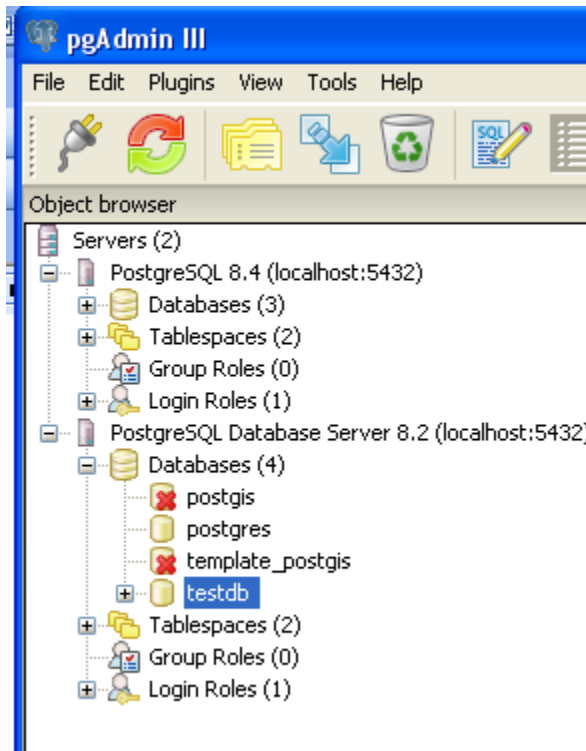 pgAdmin III
File Edit Plugins View Tools Help
SQL
Object browser
Servers (2)
PostgreSQL 8.4 (localhost:5432)
Databases (3)
Tablespaces (2)
Group Roles (0)
Login Roles (1)
PostgreSQL Database Server 8.2 (localhost:5432)
Databases (4)
postgis
postgres
template_postgis
testdb
Tablespaces (2)
Group Roles (0)
Login Roles (1)